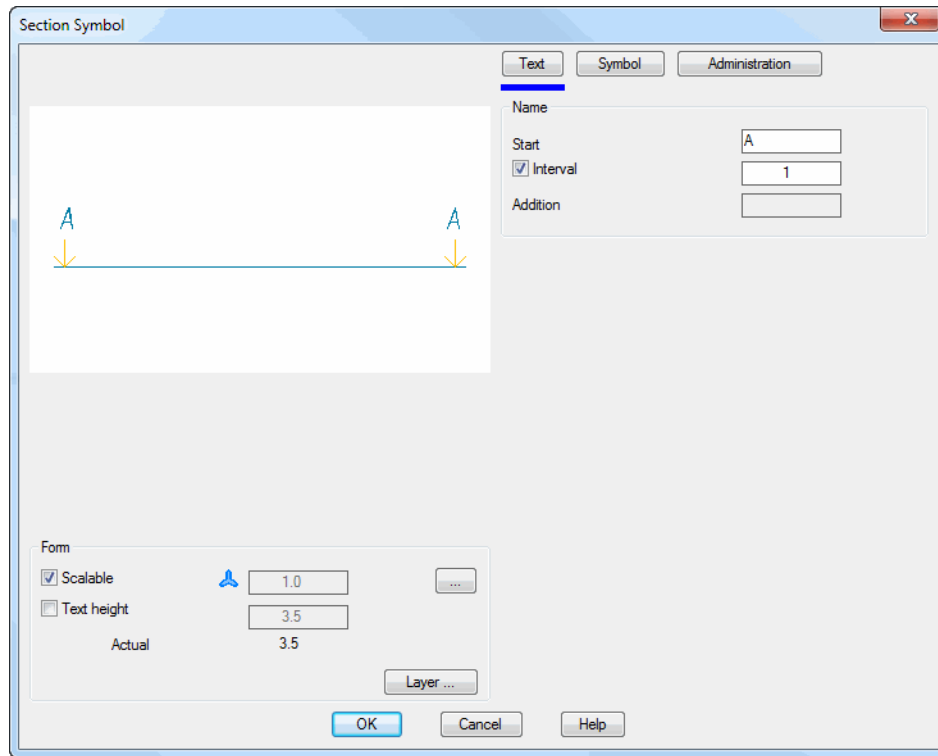 Section Symbol
Text Symbol Administration
Name
Start A
Interval 1
Addition
A A
Form
Scalable 1.0 ...
Text height 3.5
Actual 3.5
Layer ...
OK Cancel Help